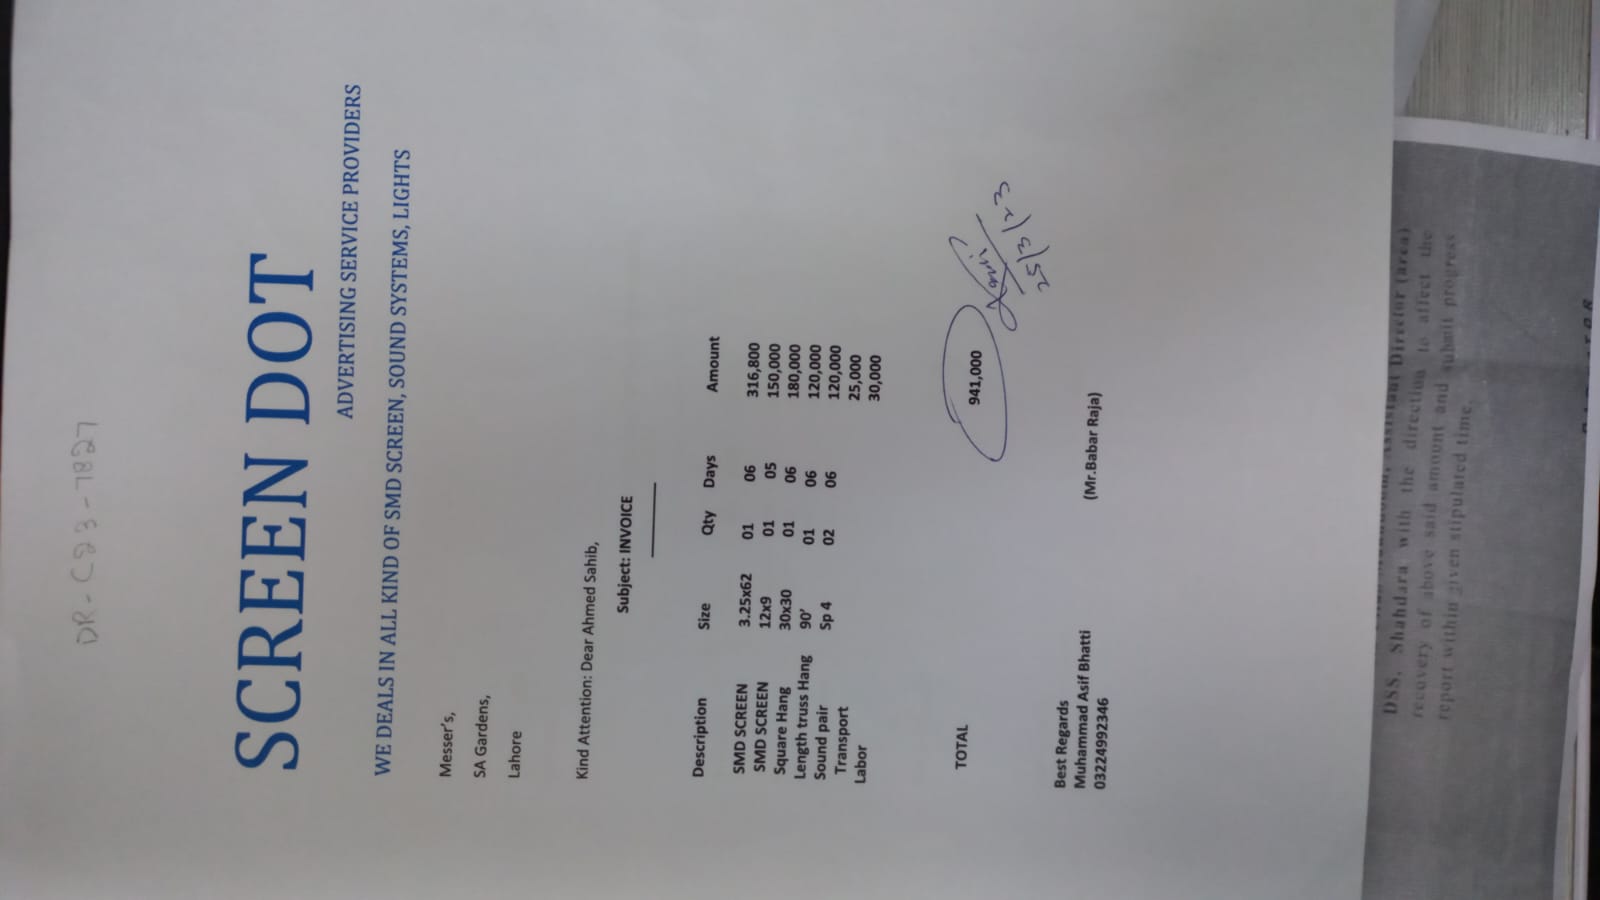 DR-C23-7827
SCREEN DOT
ADVERTISING SERVICE PROVIDERS
WE DEALS IN ALL KIND OF SMD SCREEN, SOUND SYSTEMS, LIGHTS
Messer's,
SA Gardens,
Lahore
Kind Attention: Dear Ahmed Sahib,
Subject: INVOICE
Description Size Qty Days Amount
SMD SCREEN 3.25x62 01 06 316,800
SMD SCREEN 12x9 01 05 150,000
Square Hang 30x30 01 06 180,000
Length truss Hang 90' 01 06 120,000
Sound pair Sp 4 02 06 120,000
Transport 25,000
Labor 30,000
TOTAL 941,000
25/3/23
Best Regards
Muhammad Asif Bhatti (Mr.Babar Raja)
03224992346
Assistant Director (area)
DSS, Shahdara with the direction to affect the
recovery of above said amount and submit progress
report within given stipulated time.